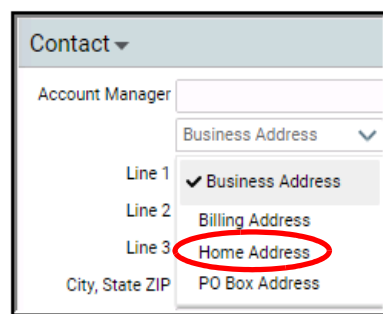 Contact
Account Manager
Business Address
Line 1
Business Address
Line 2
Billing Address
Line 3
Home Address
City, State ZIP
PO Box Address